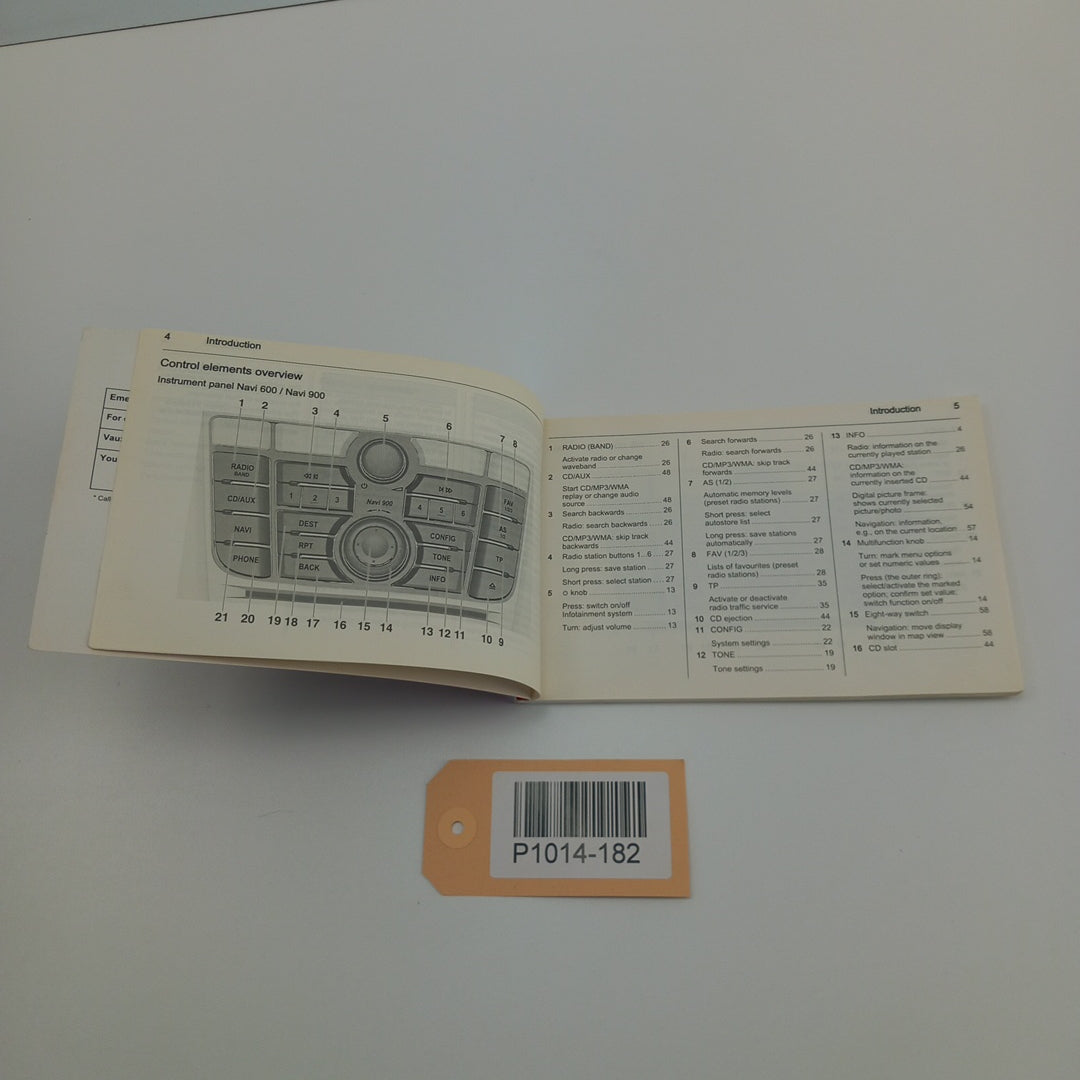 Eme
For
Vau
You
* Call
4 Introduction
Control elements overview
Instrument panel Navi 600 / Navi 900
1 2 3 4 5 6 7 8
RADIO
BAND
CD/AUX
NAVI
PHONE
1 2 3
DEST
RPT
BACK
Navi 900
4 5 6
CONFIG
TONE
INFO
FAV
AS
TP
21 20 19 18 17 16 15 14 13 12 11 10 9
Introduction 5
1 RADIO (BAND) 26
Activate radio or change
waveband 26
2 CD/AUX 48
Start CD/MP3/WMA
replay or change audio
source 48
3 Search backwards 26
Radio: search backwards 26
CD/MP3/WMA: skip track
backwards 44
4 Radio station buttons 1...6 27
Long press: save station 27
Short press: select station 27
5 knob 13
Press: switch on/off
Infotainment system 13
Turn: adjust volume 13
6 Search forwards 26
Radio: search forwards 26
CD/MP3/WMA: skip track
forwards 44
7 AS (1/2) 27
Automatic memory levels
(preset radio stations) 27
Short press: select
autostore list 27
Long press: save stations
automatically 27
8 FAV (1/2/3) 28
Lists of favourites (preset
radio stations) 28
9 TP 35
Activate or deactivate
radio traffic service 35
10 CD ejection 44
11 CONFIG 22
System settings 22
12 TONE 19
Tone settings 19
13 INFO 4
Radio: information on the
currently played station 26
CD/MP3/WMA:
information on the
currently inserted CD 44
Digital picture frame:
shows currently selected
picture/photo 54
Navigation: information,
e.g., on the current location 57
14 Multifunction knob 14
Turn: mark menu options
or set numeric values 14
Press (the outer ring):
select/activate the marked
option; confirm set value;
switch function on/off 14
15 Eight-way switch 58
Navigation: move display
window in map view 58
16 CD slot 44
P1014-182